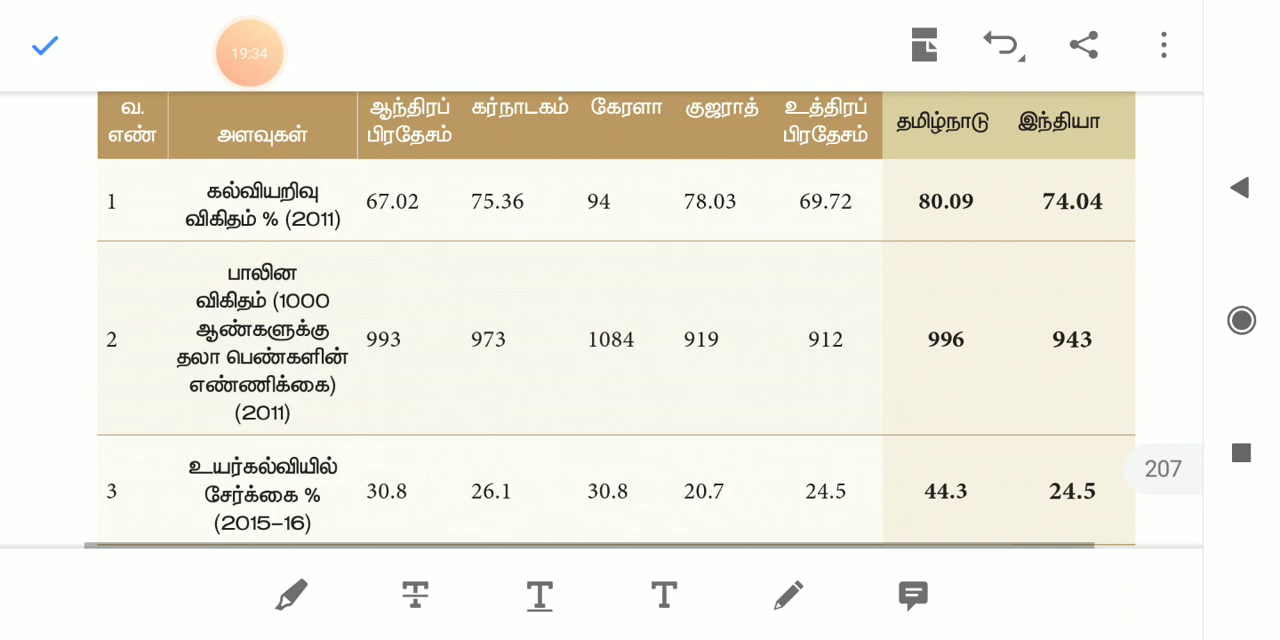 19:34
வ. எண் அளவுகள் ஆந்திரப் பிரதேசம் கர்நாடகம் கேரளா குஜராத் உத்திரப் பிரதேசம் தமிழ்நாடு இந்தியா
1 கல்வியறிவு விகிதம் % (2011) 67.02 75.36 94 78.03 69.72 80.09 74.04
2 பாலின விகிதம் (1000 ஆண்களுக்கு தலா பெண்களின் எண்ணிக்கை) (2011) 993 973 1084 919 912 996 943
3 உயர்கல்வியில் சேர்க்கை % (2015–16) 30.8 26.1 30.8 20.7 24.5 44.3 24.5
207